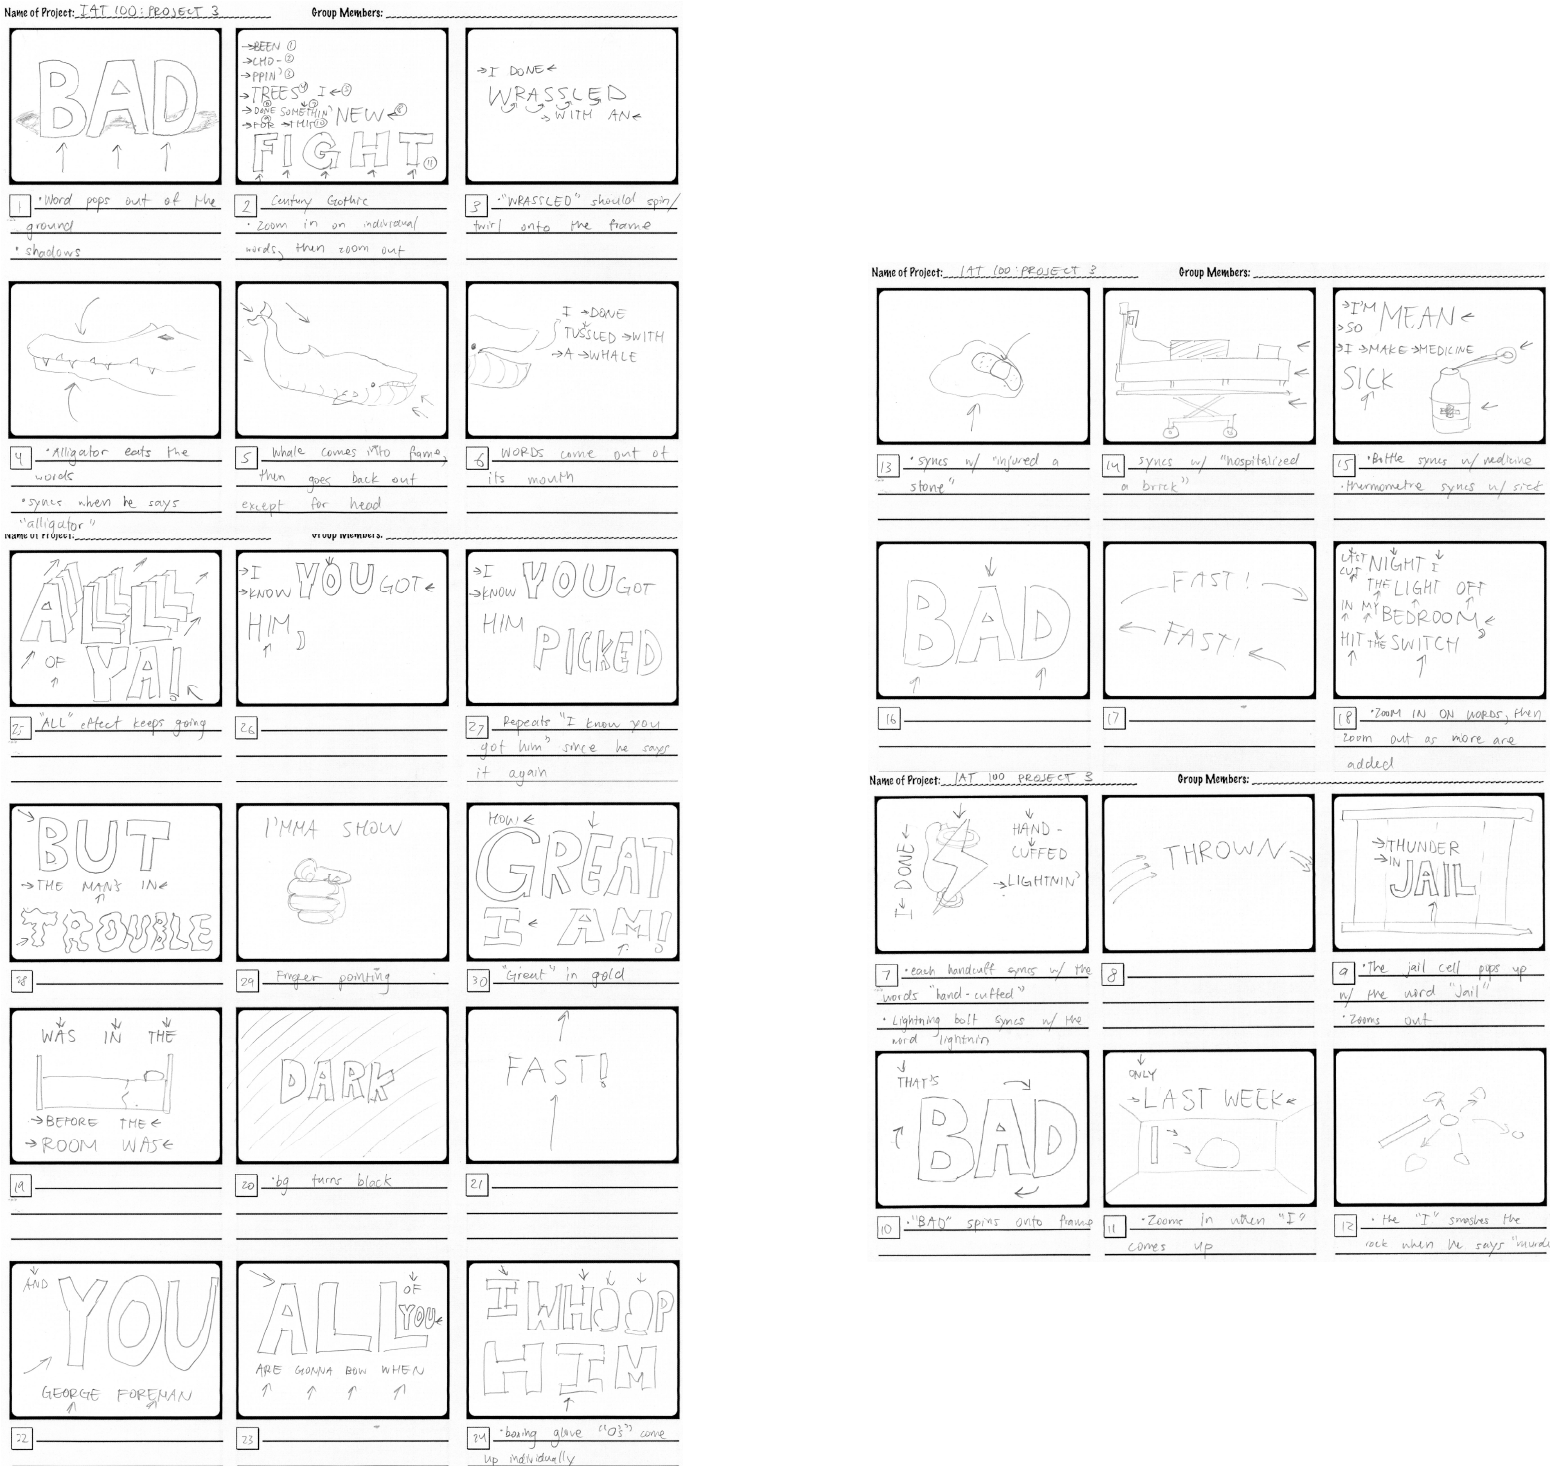 Name of Project: IAT 100: PROJECT 3 Group Members:
BAD
1 • Word pops out of the
ground
• shadows
→BEEN ①
→CHO- ②
→PPIN' ③
→TREES ④ I← ⑤
→DONE ⑥ SOMETHIN' ⑦ NEW← ⑧
→FOR ⑨ →THIS ⑩
FIGHT ⑪
2 Century Gothic
• Zoom in on individual
words, then zoom out
→I DONE←
WRASSLED
→WITH AN←
3 • "WRASSLED" should spin/
twirl onto the frame
4 • Alligator eats the
words
• syncs when he says
"alligator"
5 Whale comes into frame,
then goes back out
except for head
I →DONE
TUSSLED →WITH
→A →WHALE
6 WORDS come out of
its mouth
Name of Project: Group Members:
ALLLLL
OF
YA!
25 "ALL" effect keeps going
→I YOU GOT←
→KNOW
HIM,
26
→I YOU GOT
→KNOW
HIM
PICKED
27 Repeats "I know you
got him" since he says
it again
BUT
→THE MAN'S IN←
TROUBLE
28
I'MMA SHOW
29 Finger pointing
HOW←
GREAT
I← AM!
30 "Great" in gold
WAS IN THE
→BEFORE THE←
→ROOM WAS←
19
DARK
20 • bg turns black
FAST!
21
AND
YOU
GEORGE FOREMAN
22
ALL OF
YOU←
ARE GONNA BOW WHEN
23
I WHOOP
HIM
24 • boxing glove "O's" come
up individually
Name of Project: IAT 100: PROJECT 3 Group Members:
13 • syncs w/ "injured a
stone"
14 syncs w/ "hospitalized
a brick"
→I'M
→SO MEAN←
→I →MAKE →MEDICINE
SICK
15 • Bottle syncs w/ medicine
• thermometre syncs w/ sick
BAD
16
FAST!
FAST!
17
LAST NIGHT I
CUT THE LIGHT OFF
IN MY BEDROOM←,
HIT THE SWITCH
18 • ZOOM IN ON WORDS, then
zoom out as more are
added
Name of Project: IAT 100 PROJECT 3 Group Members:
I← DONE←
HAND-
CUFFED
→LIGHTNIN'
7 • each handcuff syncs w/ the
words "hand-cuffed"
• Lightning bolt syncs w/ the
word lightnin
THROWN
8
→THUNDER
→IN
JAIL
9 • The jail cell pops up
w/ the word "Jail"
• Zooms out
THAT'S
BAD
10 • "BAD" spins onto frame
ONLY
→LAST WEEK←
11 • Zooms in when "I"
comes up
12 • the "I" smashes the
rock when he says "murde